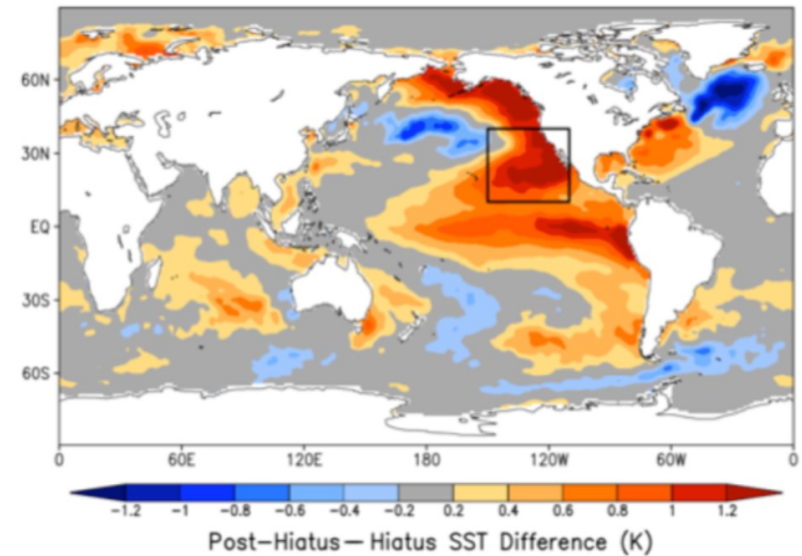 60N
30N
EQ
30S
60S
0 60E 120E 180 120W 60W 0
-1.2 -1 -0.8 -0.6 -0.4 -0.2 0.2 0.4 0.6 0.8 1 1.2
Post-Hiatus-Hiatus SST Difference (K)